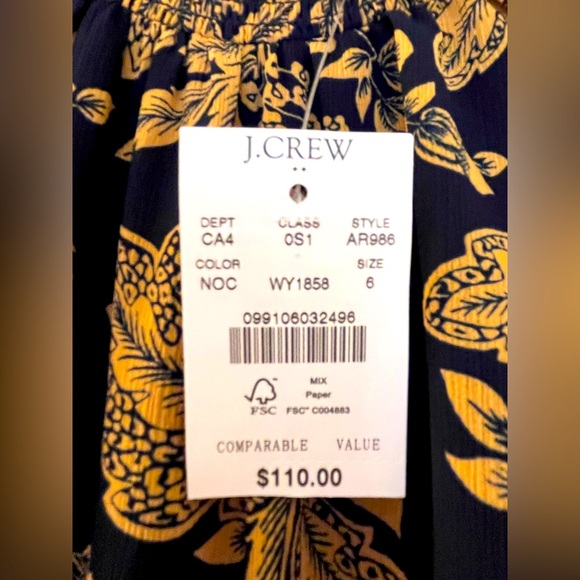 J.CREW
DEPT CLASS STYLE
CA4 0S1 AR986
COLOR SIZE
NOC WY1858 6
099106032496
MIX
Paper
FSC FSC® C004883
COMPARABLE VALUE
$110.00